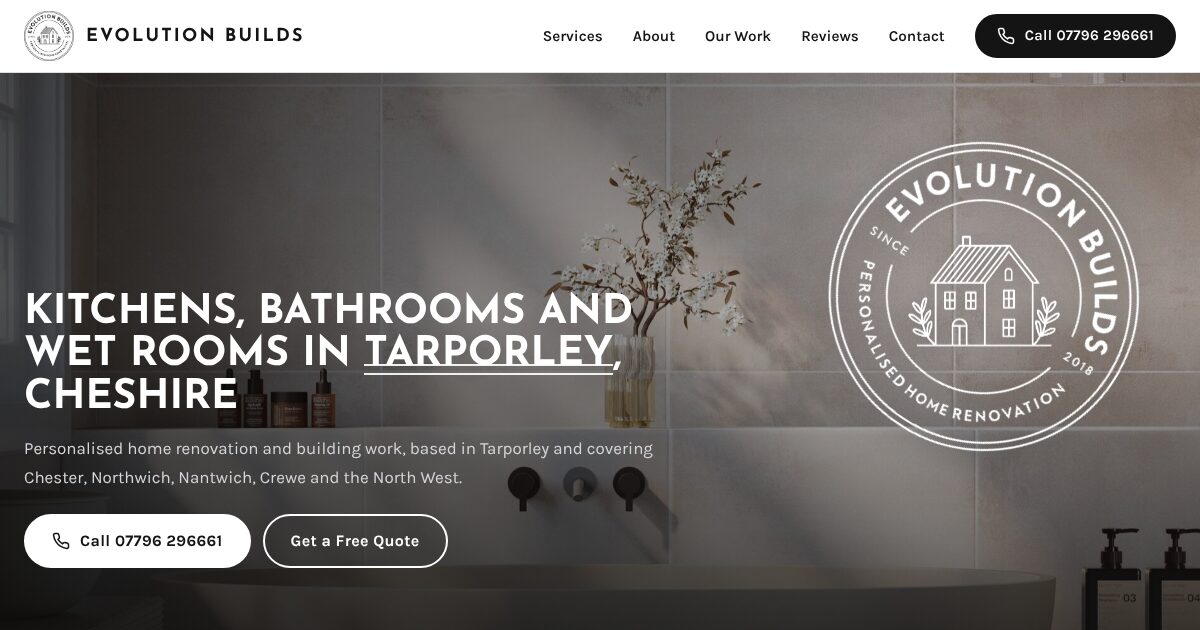 EVOLUTION BUILDS
Services
About
Our Work
Reviews
Contact
Call 07796 296661
EVOLUTION BUILDS
SINCE
2018
PERSONALISED HOME RENOVATION
KITCHENS, BATHROOMS AND
WET ROOMS IN TARPORLEY,
CHESHIRE
Personalised home renovation and building work, based in Tarporley and covering
Chester, Northwich, Nantwich, Crewe and the North West.
Call 07796 296661
Get a Free Quote
03
04